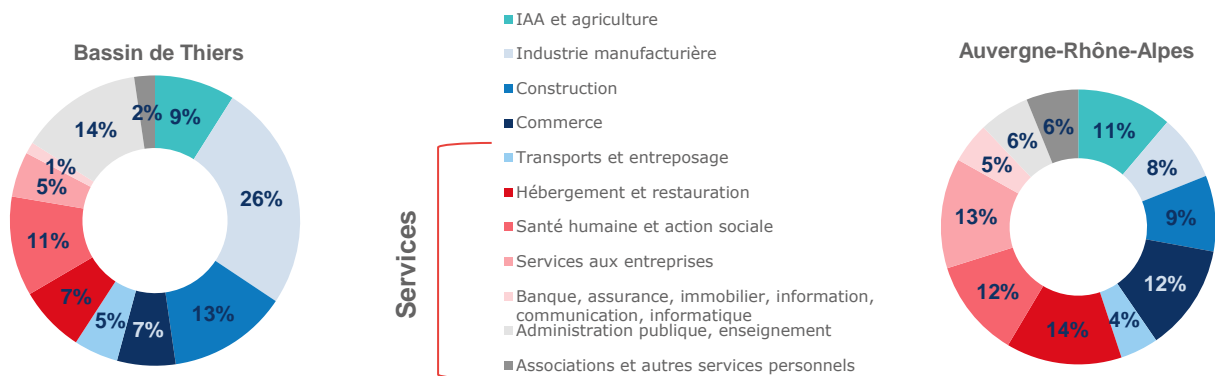 Bassin de Thiers
2%
9%
14%
1%
5%
26%
11%
7%
5%
7%
13%
IAA et agriculture
Industrie manufacturière
Construction
Commerce
Services
Transports et entreposage
Hébergement et restauration
Santé humaine et action sociale
Services aux entreprises
Banque, assurance, immobilier, information,
communication, informatique
Administration publique, enseignement
Associations et autres services personnels
Auvergne-Rhône-Alpes
6%
11%
6%
5%
8%
13%
9%
12%
12%
14%
4%